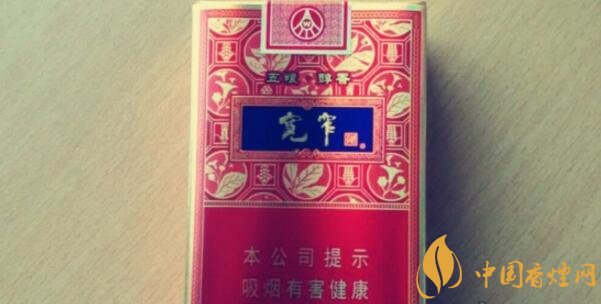 W
五粮 醇香
宽窄
本公司提示
吸烟有害健康
中国香烟网